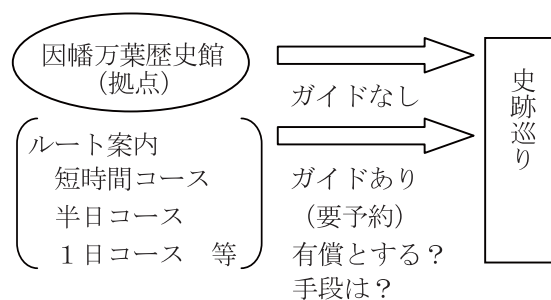 因幡万葉歴史館
（拠点）
ルート案内
短時間コース
半日コース
１日コース　等
ガイドなし
ガイドあり
（要予約）
有償とする？
手段は？
史跡巡り